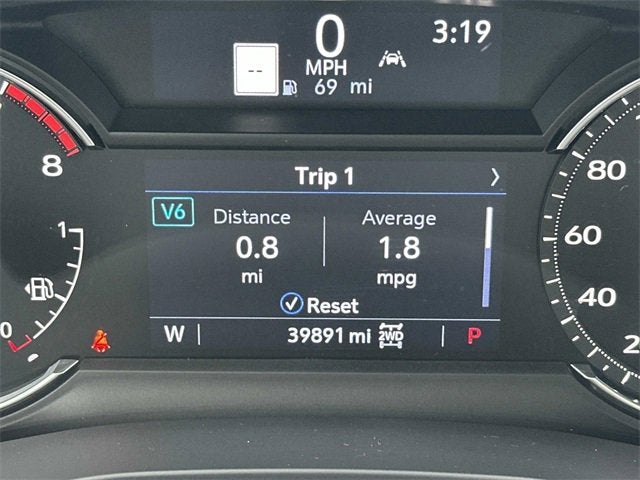 0 3:19
-- MPH
69 mi
8
Trip 1
80
V6 Distance Average
1
0.8 1.8
60
mi mpg
Reset
40
0
W 39891 mi 2WD P
2